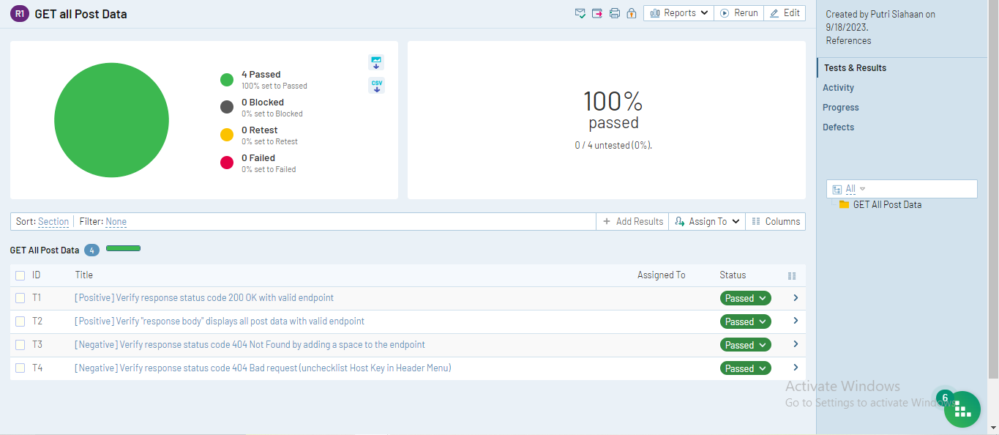 R1 GET all Post Data
Reports Rerun Edit
4 Passed
100% set to Passed
0 Blocked
0% set to Blocked
0 Retest
0% set to Retest
0 Failed
0% set to Failed
CSV
100%
passed
0 / 4 untested (0%).
Sort: Section Filter: None
Add Results Assign To Columns
GET All Post Data 4
ID Title Assigned To Status
T1 [Positive] Verify response status code 200 OK with valid endpoint Passed
T2 [Positive] Verify "response body" displays all post data with valid endpoint Passed
T3 [Negative] Verify response status code 404 Not Found by adding a space to the endpoint Passed
T4 [Negative] Verify response status code 404 Bad request (unchecklist Host Key in Header Menu) Passed
Created by Putri Siahaan on
9/18/2023.
References
Tests & Results
Activity
Progress
Defects
All
GET All Post Data
Activate Windows
Go to Settings to activate Windows.
6